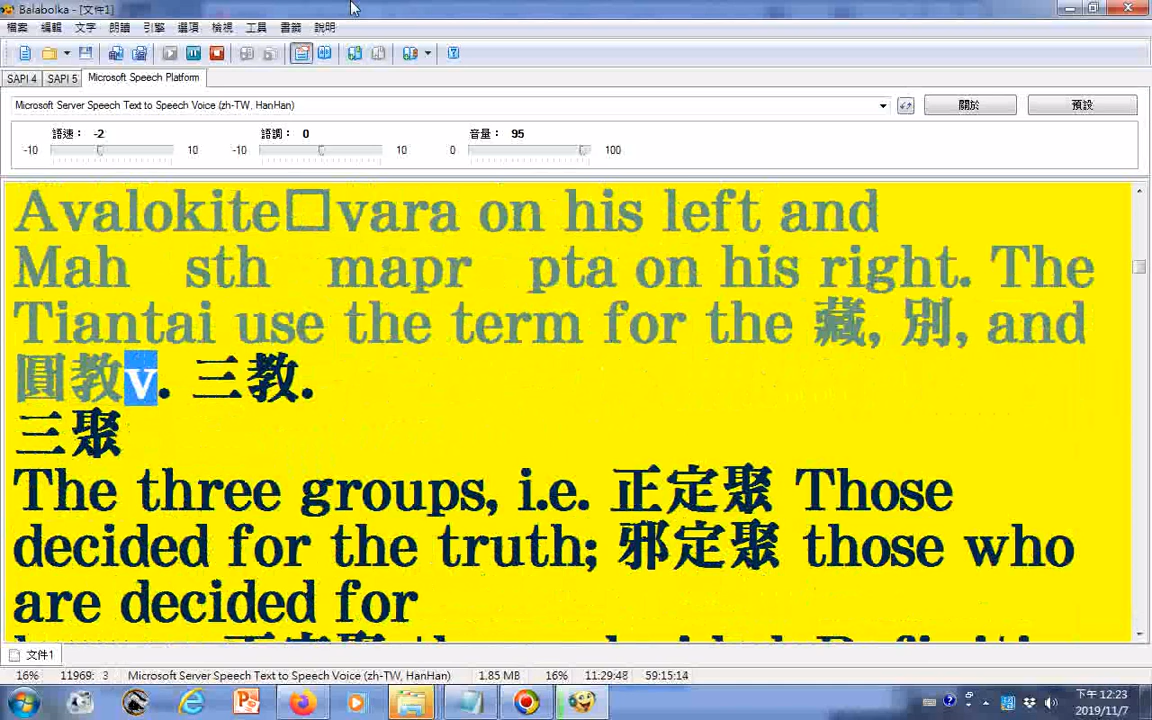 Balabolka - [文件1]
檔案 編輯 文字 朗讀 引擎 選項 檢視 工具 書籤 說明
SAPI 4 SAPI 5 Microsoft Speech Platform
Microsoft Server Speech Text to Speech Voice (zh-TW, HanHan) 關於 預設
語速： -2 語調： 0 音量： 95
-10 10 -10 10 0 100
Avalokite□vara on his left and
Mah sth mapr pta on his right. The
Tiantai use the term for the 藏, 別, and
圓教v. 三教.
三聚
The three groups, i.e. 正定聚 Those
decided for the truth; 邪定聚 those who
are decided for
文件1
16% 11969: 3 Microsoft Server Speech Text to Speech Voice (zh-TW, HanHan) 1.85 MB 16% 11:29:48 59:15:14
下午 12:23
2019/11/7